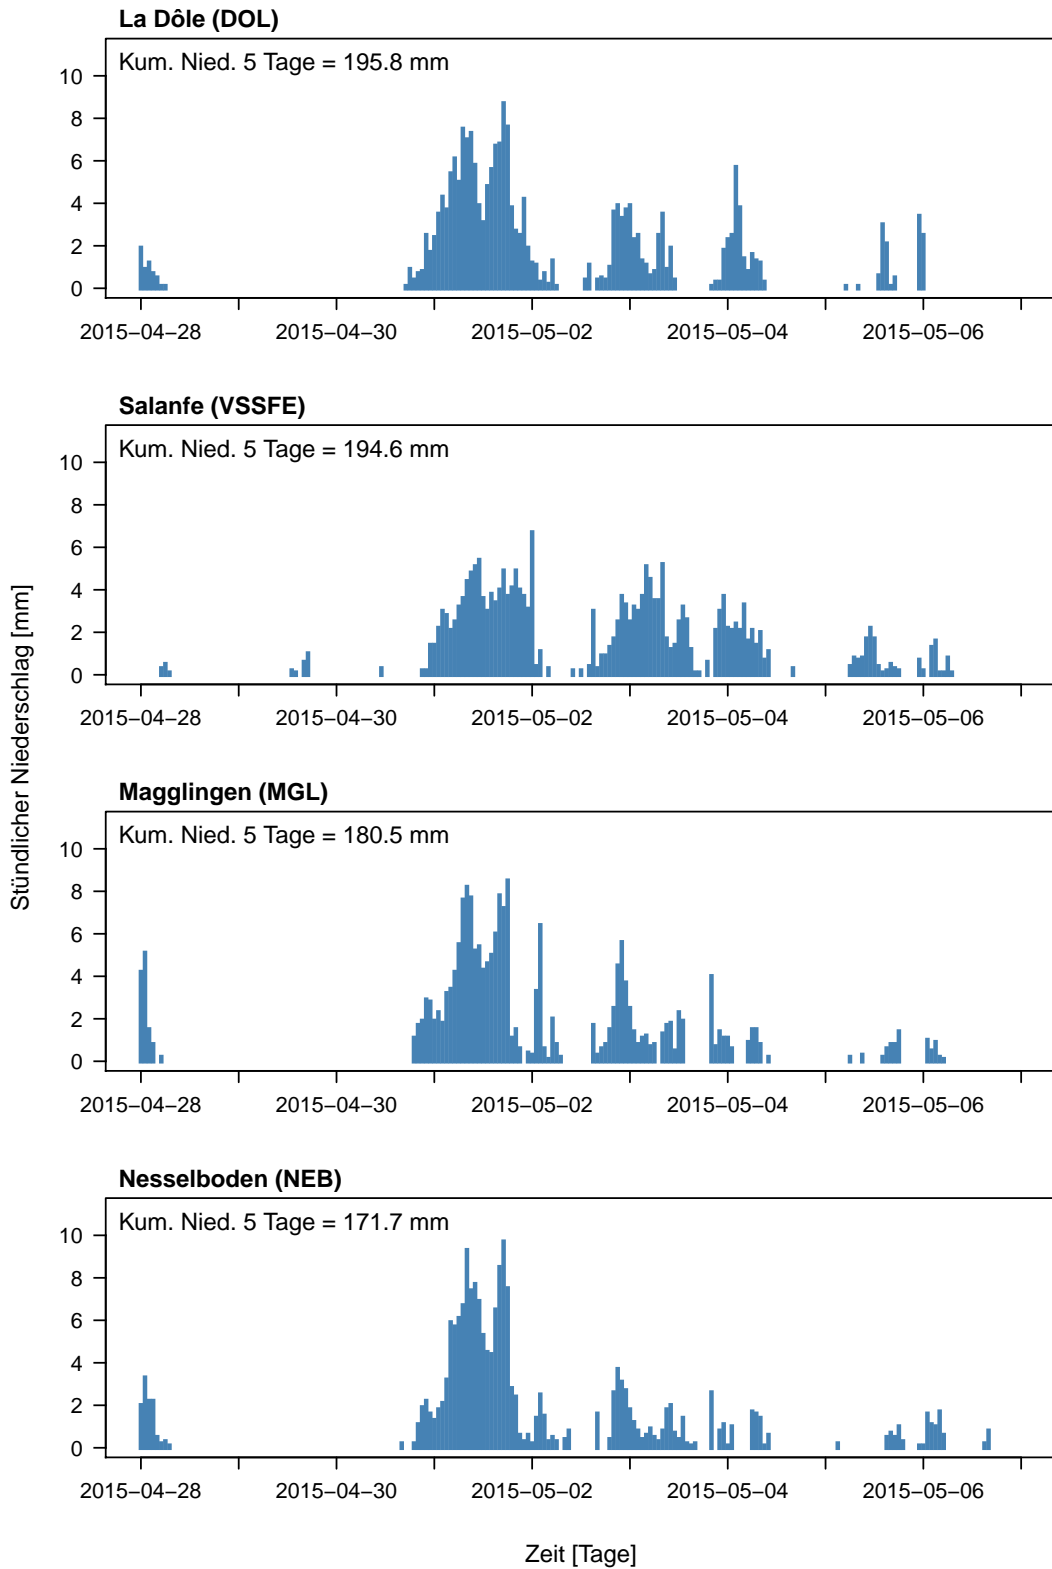 La Dôle (DOL)
Kum. Nied. 5 Tage = 195.8 mm
10
8
6
4
2
0
2015−04−28 2015−04−30 2015−05−02 2015−05−04 2015−05−06
Salanfe (VSSFE)
Kum. Nied. 5 Tage = 194.6 mm
10
8
6
4
2
0
2015−04−28 2015−04−30 2015−05−02 2015−05−04 2015−05−06
Stündlicher Niederschlag [mm]
Magglingen (MGL)
Kum. Nied. 5 Tage = 180.5 mm
10
8
6
4
2
0
2015−04−28 2015−04−30 2015−05−02 2015−05−04 2015−05−06
Nesselboden (NEB)
Kum. Nied. 5 Tage = 171.7 mm
10
8
6
4
2
0
2015−04−28 2015−04−30 2015−05−02 2015−05−04 2015−05−06
Zeit [Tage]